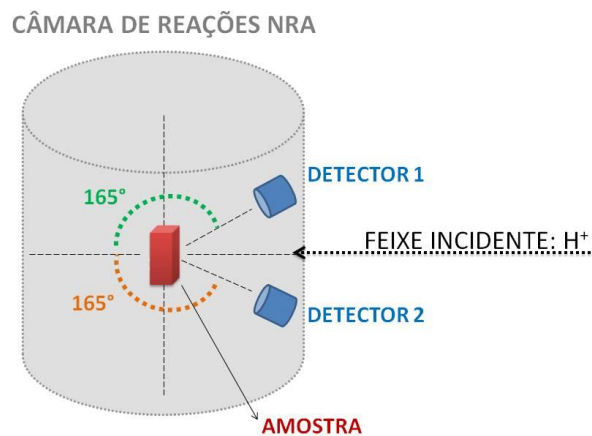 CÂMARA DE REAÇÕES NRA
DETECTOR 1
165°
FEIXE INCIDENTE: H⁺
165°
DETECTOR 2
AMOSTRA